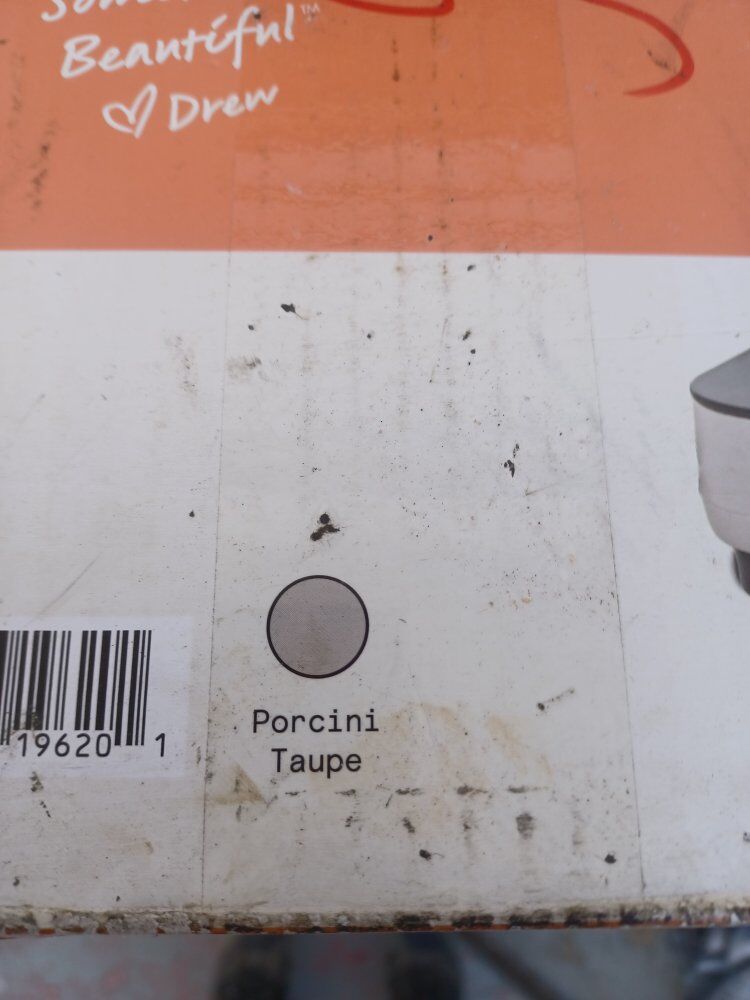 Beautiful™
♡ Drew
19620 1
Porcini
Taupe